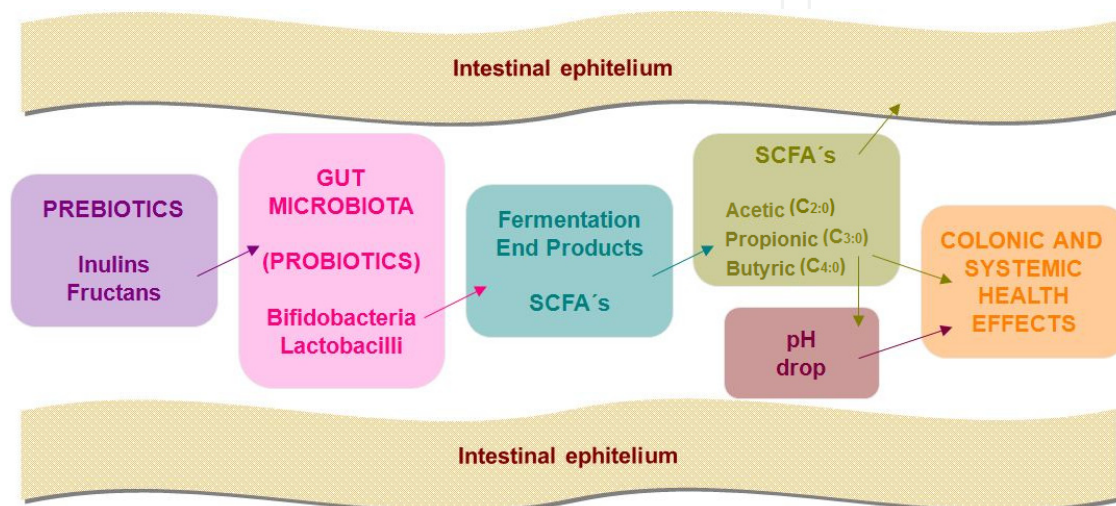 Intestinal ephitelium
PREBIOTICS
Inulins
Fructans
GUT
MICROBIOTA
(PROBIOTICS)
Bifidobacteria
Lactobacilli
Fermentation
End Products
SCFA´s
SCFA´s
Acetic (C2:0)
Propionic (C3:0)
Butyric (C4:0)
pH
drop
COLONIC AND
SYSTEMIC
HEALTH
EFFECTS
Intestinal ephitelium